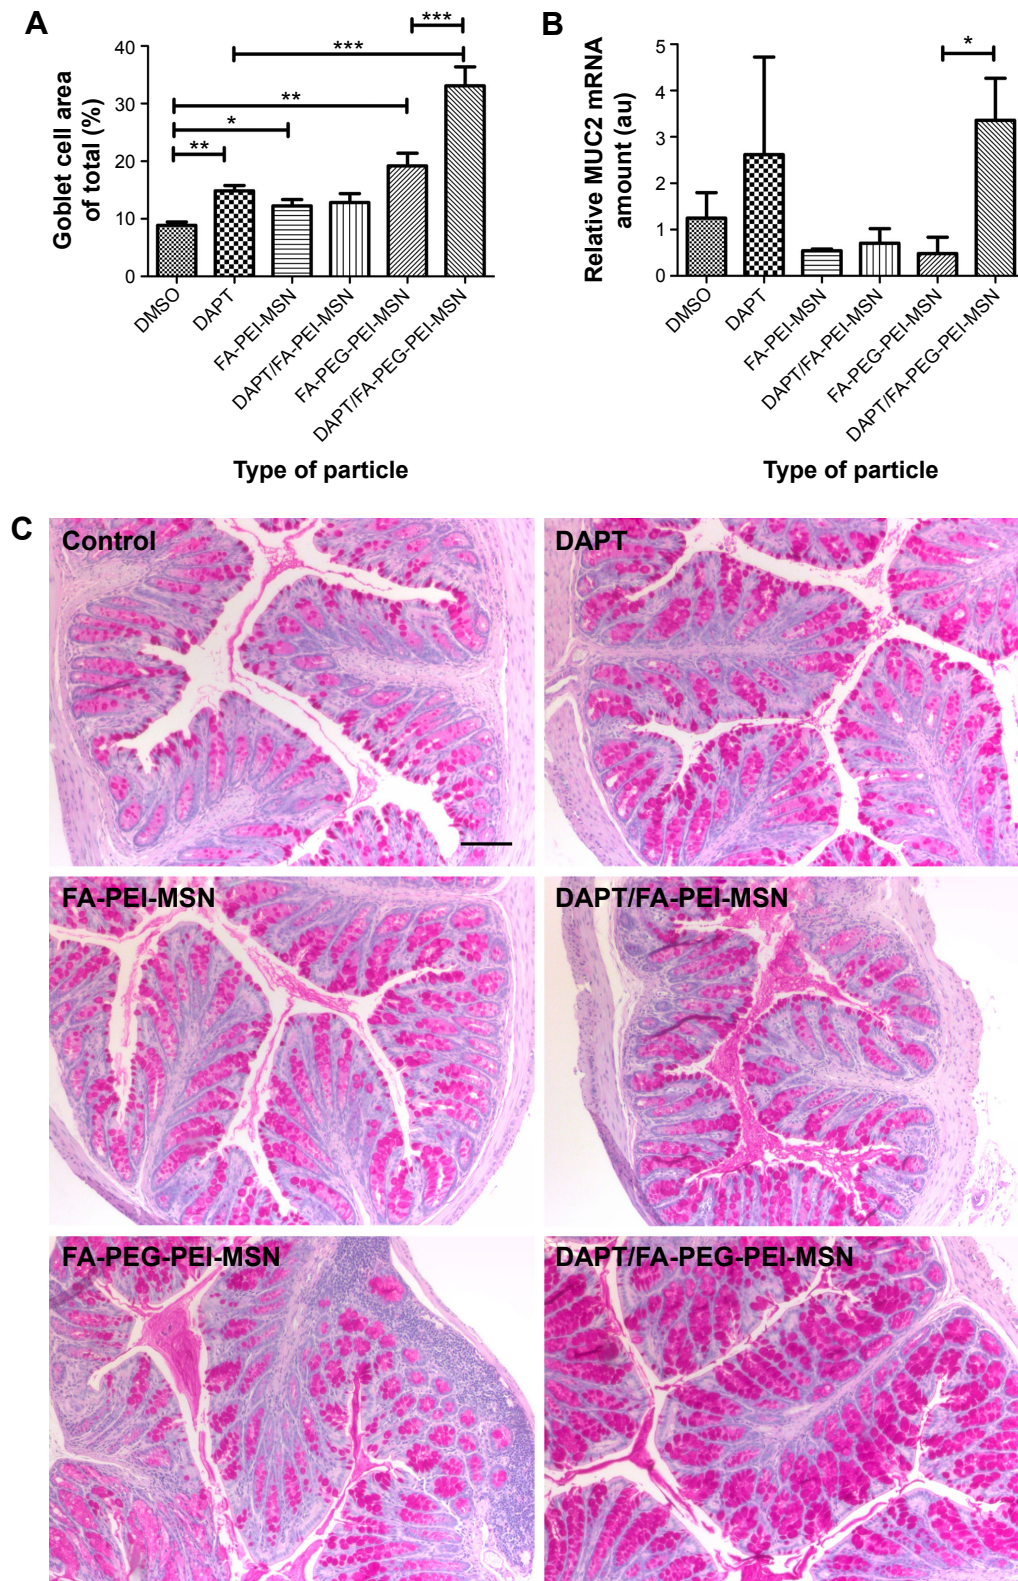 A
Goblet cell area
of total (%)
40
30
20
10
0
***
***
**
*
**
DMSO
DAPT
FA-PEI-MSN
DAPT/FA-PEI-MSN
FA-PEG-PEI-MSN
DAPT/FA-PEG-PEI-MSN
Type of particle
B
Relative MUC2 mRNA
amount (au)
5
4
3
2
1
0
*
DMSO
DAPT
FA-PEI-MSN
DAPT/FA-PEI-MSN
FA-PEG-PEI-MSN
DAPT/FA-PEG-PEI-MSN
Type of particle
C
Control
DAPT
FA-PEI-MSN
DAPT/FA-PEI-MSN
FA-PEG-PEI-MSN
DAPT/FA-PEG-PEI-MSN